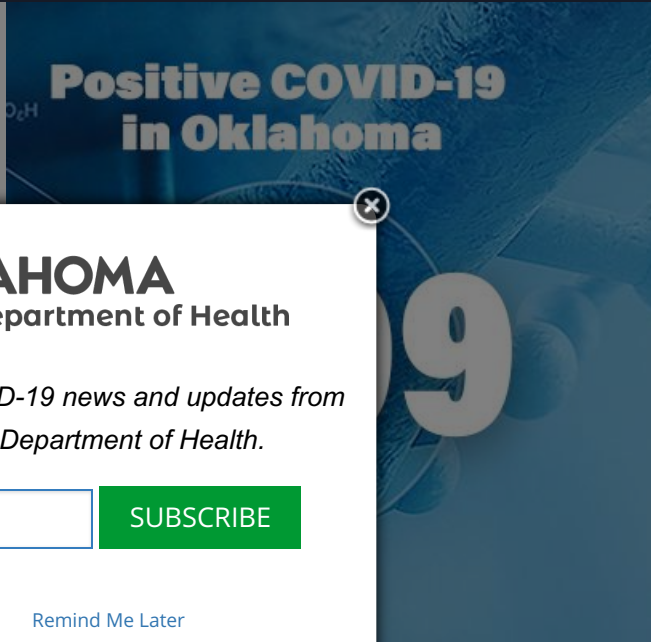 Positive COVID-19
in Oklahoma
9
AHOMA
epartment of Health
D-19 news and updates from
Department of Health.
SUBSCRIBE
Remind Me Later